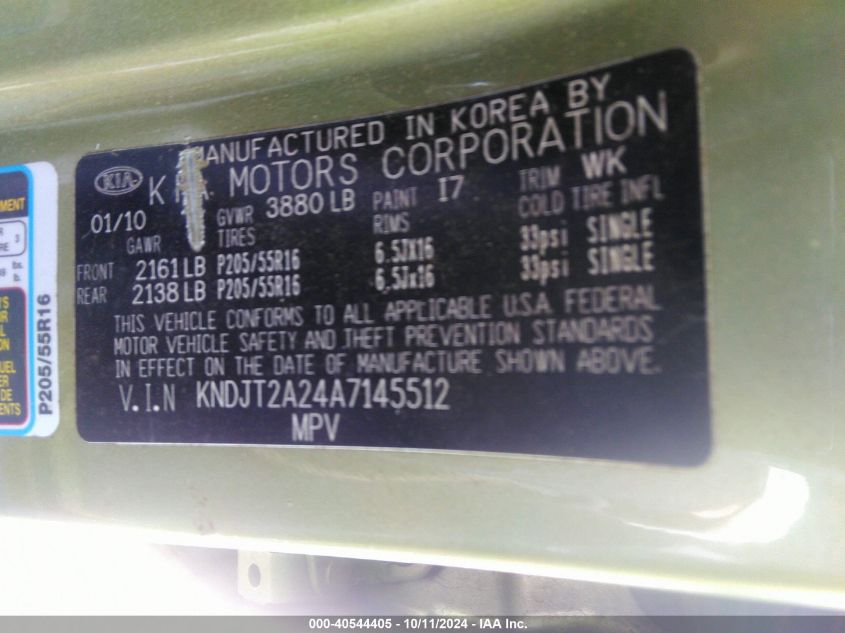 MANUFACTURED IN KOREA BY
KIA K MOTORS CORPORATION
01/10 GVWR 3880 LB PAINT I7 TRIM WK
GAWR TIRES RIMS COLD TIRE INFL
FRONT 2161 LB P205/55R16 6.5JX16 33psi SINGLE
REAR 2138 LB P205/55R16 6.5Jx16 33psi SINGLE
THIS VEHICLE CONFORMS TO ALL APPLICABLE U.S.A. FEDERAL
MOTOR VEHICLE SAFETY AND THEFT PREVENTION STANDARDS
IN EFFECT ON THE DATE OF MANUFACTURE SHOWN ABOVE.
V.I.N KNDJT2A24A7145512
MPV
P205/55R16
000-40544405 - 10/11/2024 - IAA Inc.